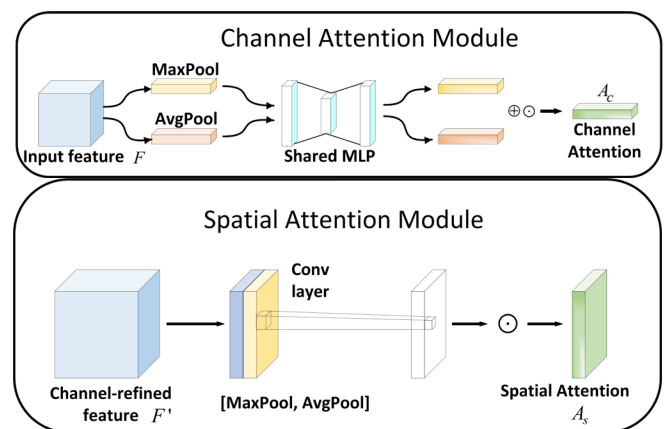 Channel Attention Module
MaxPool
AvgPool
Input feature F
Shared MLP
⊕⊙
A_c
Channel
Attention
Spatial Attention Module
Conv
layer
⊙
Channel-refined
feature F'
[MaxPool, AvgPool]
Spatial Attention
A_s